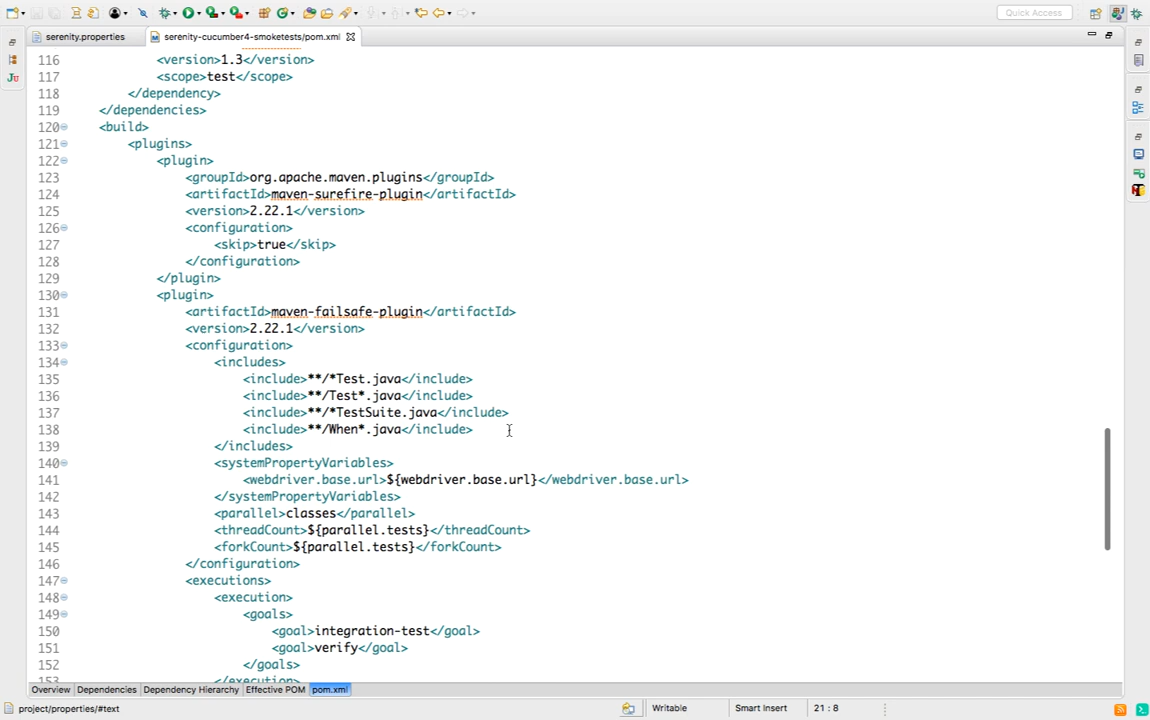 Quick Access
serenity.properties
serenity-cucumber4-smoketests/pom.xml
116 <version>1.3</version>
117 <scope>test</scope>
118 </dependency>
119 </dependencies>
120 <build>
121 <plugins>
122 <plugin>
123 <groupId>org.apache.maven.plugins</groupId>
124 <artifactId>maven-surefire-plugin</artifactId>
125 <version>2.22.1</version>
126 <configuration>
127 <skip>true</skip>
128 </configuration>
129 </plugin>
130 <plugin>
131 <artifactId>maven-failsafe-plugin</artifactId>
132 <version>2.22.1</version>
133 <configuration>
134 <includes>
135 <include>**/*Test.java</include>
136 <include>**/Test*.java</include>
137 <include>**/*TestSuite.java</include>
138 <include>**/When*.java</include>
139 </includes>
140 <systemPropertyVariables>
141 <webdriver.base.url>${webdriver.base.url}</webdriver.base.url>
142 </systemPropertyVariables>
143 <parallel>classes</parallel>
144 <threadCount>${parallel.tests}</threadCount>
145 <forkCount>${parallel.tests}</forkCount>
146 </configuration>
147 <executions>
148 <execution>
149 <goals>
150 <goal>integration-test</goal>
151 <goal>verify</goal>
152 </goals>
153 </execution>
Overview Dependencies Dependency Hierarchy Effective POM pom.xml
project/properties/#text Writable Smart Insert 21 : 8